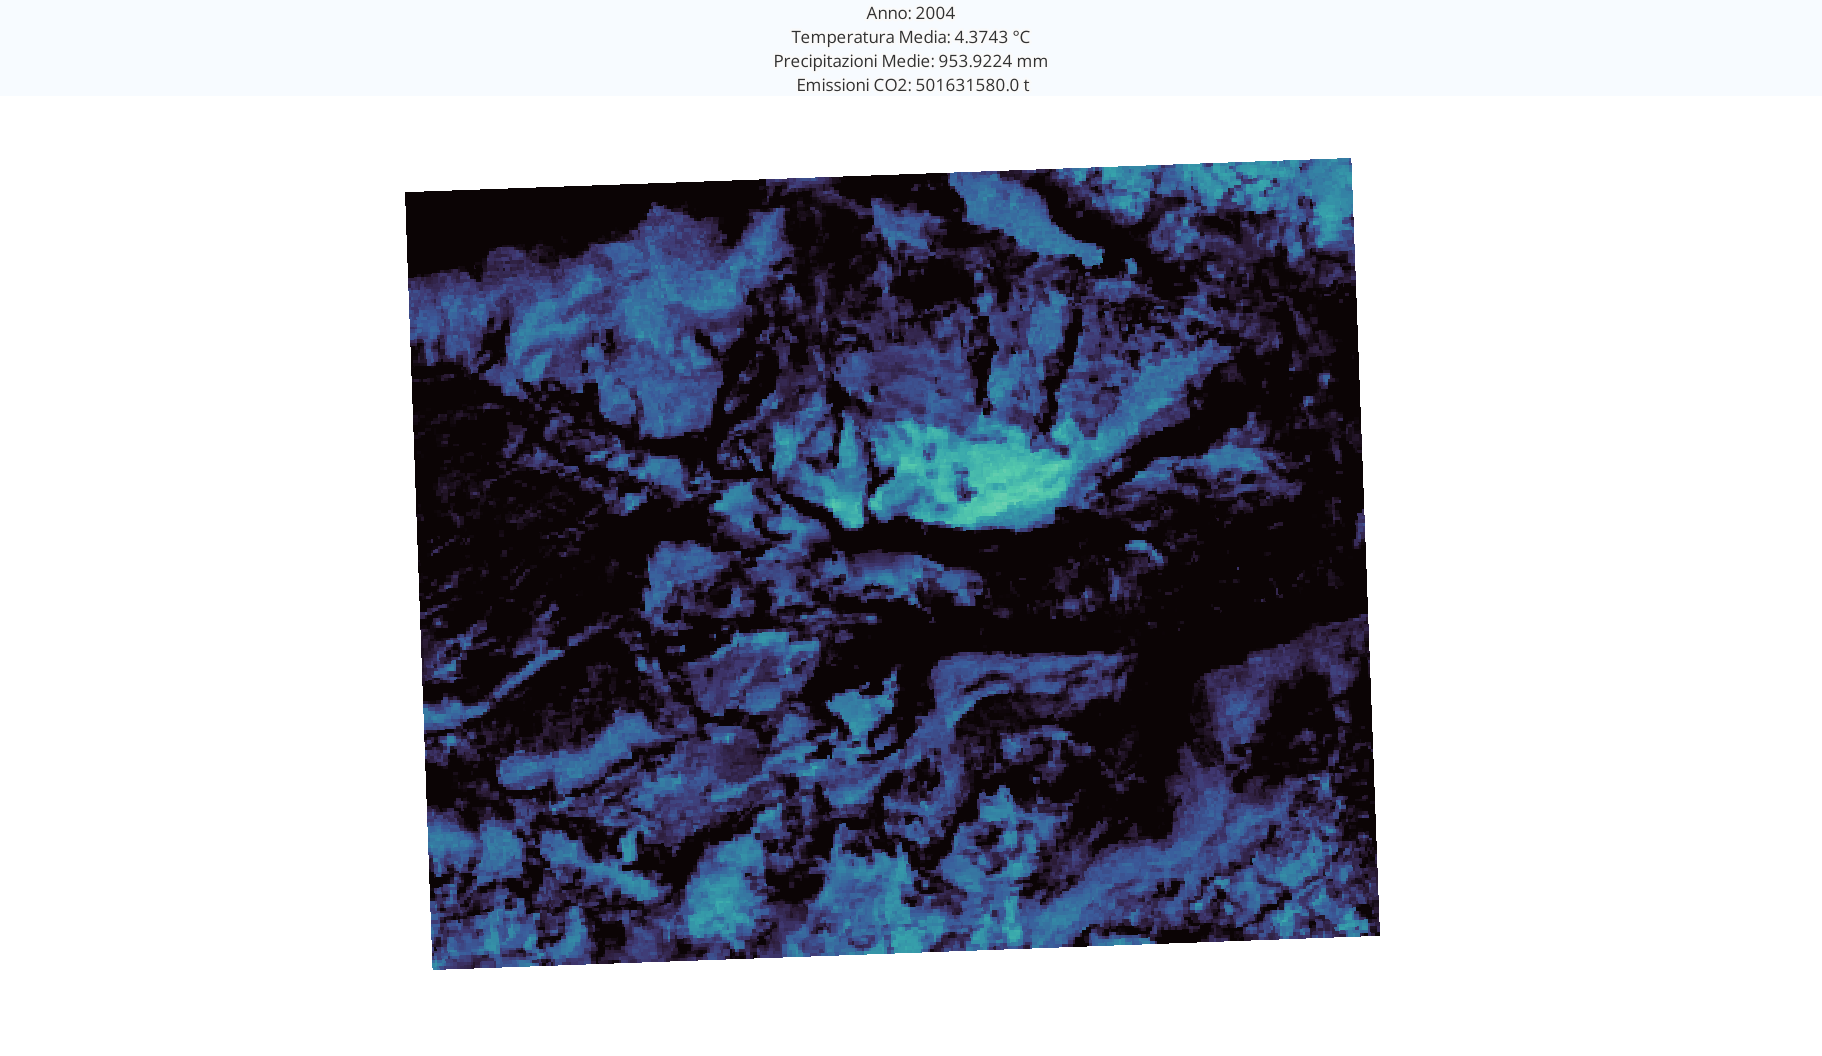 Anno: 2004
Temperatura Media: 4.3743 °C
Precipitazioni Medie: 953.9224 mm
Emissioni CO2: 501631580.0 t